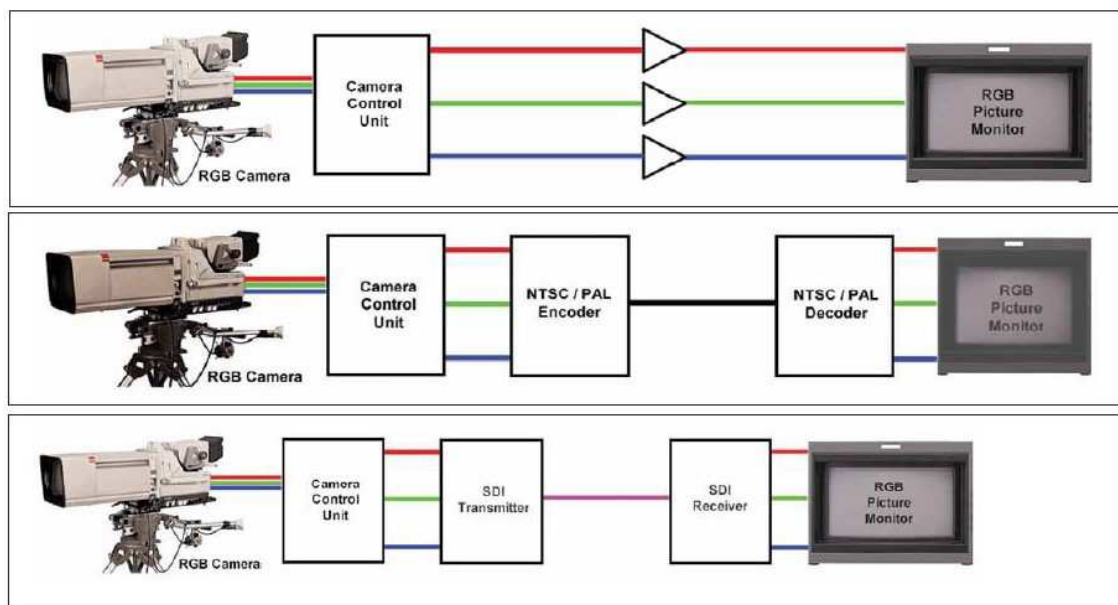 RGB Camera
Camera
Control
Unit
RGB
Picture
Monitor
RGB Camera
Camera
Control
Unit
NTSC / PAL
Encoder
NTSC / PAL
Decoder
RGB
Picture
Monitor
RGB Camera
Camera
Control
Unit
SDI
Transmitter
SDI
Receiver
RGB
Picture
Monitor